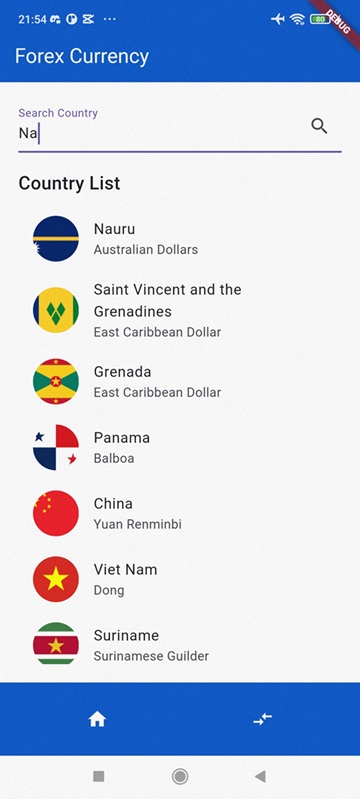 21:54 ...
80
DEBUG
Forex Currency
Search Country
Na
Country List
Nauru
Australian Dollars
Saint Vincent and the
Grenadines
East Caribbean Dollar
Grenada
East Caribbean Dollar
Panama
Balboa
China
Yuan Renminbi
Viet Nam
Dong
Suriname
Surinamese Guilder